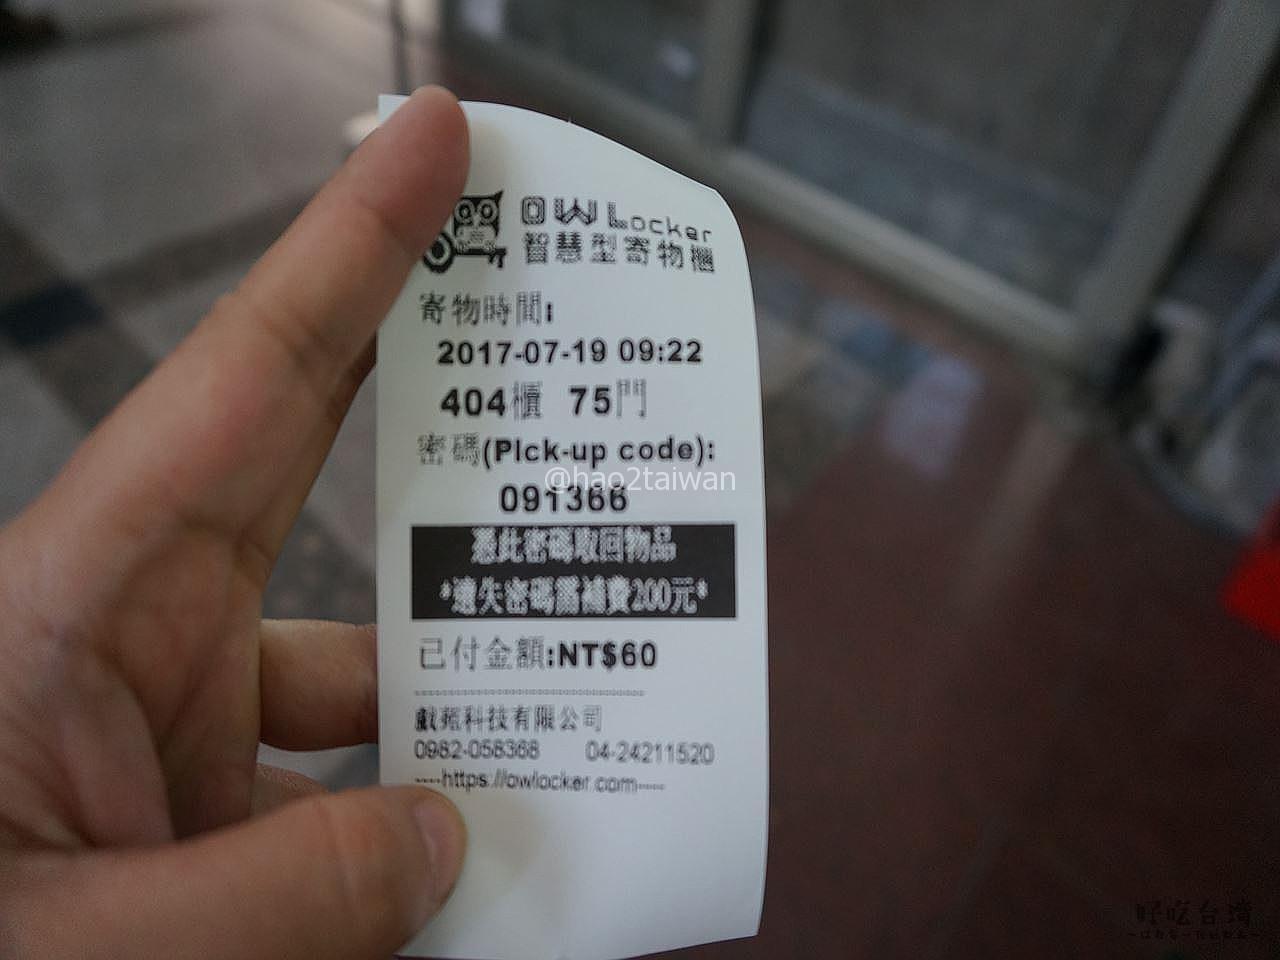 OWLocker
智慧型寄物櫃
寄物時間:
2017-07-19 09:22
404櫃 75門
密碼(Pick-up code):
@hao2taiwan
091366
憑此密碼取回物品
*遺失密碼需補費200元*
已付金額:NT$60
戲苑科技有限公司
0982-058368 04-24211520
----https://owlocker.com----
好吃台灣